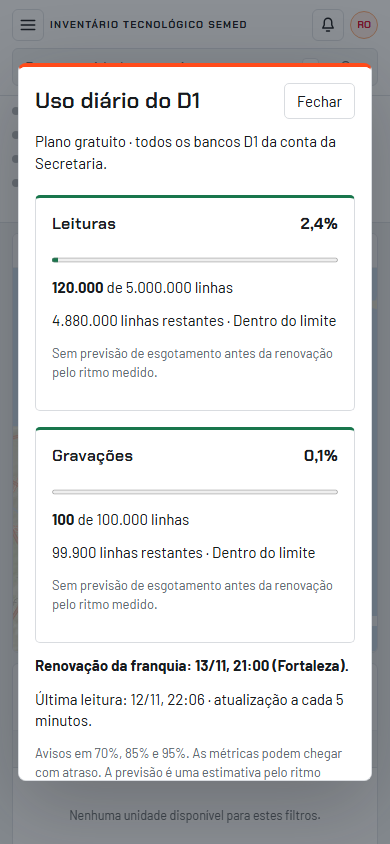 INVENTÁRIO TECNOLÓGICO SEMED
RO
Uso diário do D1
Fechar
Plano gratuito · todos os bancos D1 da conta da
Secretaria.
Leituras
2,4%
120.000 de 5.000.000 linhas
4.880.000 linhas restantes · Dentro do limite
Sem previsão de esgotamento antes da renovação
pelo ritmo medido.
Gravações
0,1%
100 de 100.000 linhas
99.900 linhas restantes · Dentro do limite
Sem previsão de esgotamento antes da renovação
pelo ritmo medido.
Renovação da franquia: 13/11, 21:00 (Fortaleza).
Última leitura: 12/11, 22:06 · atualização a cada 5
minutos.
Avisos em 70%, 85% e 95%. As métricas podem chegar
com atraso. A previsão é uma estimativa pelo ritmo
Nenhuma unidade disponível para estes filtros.